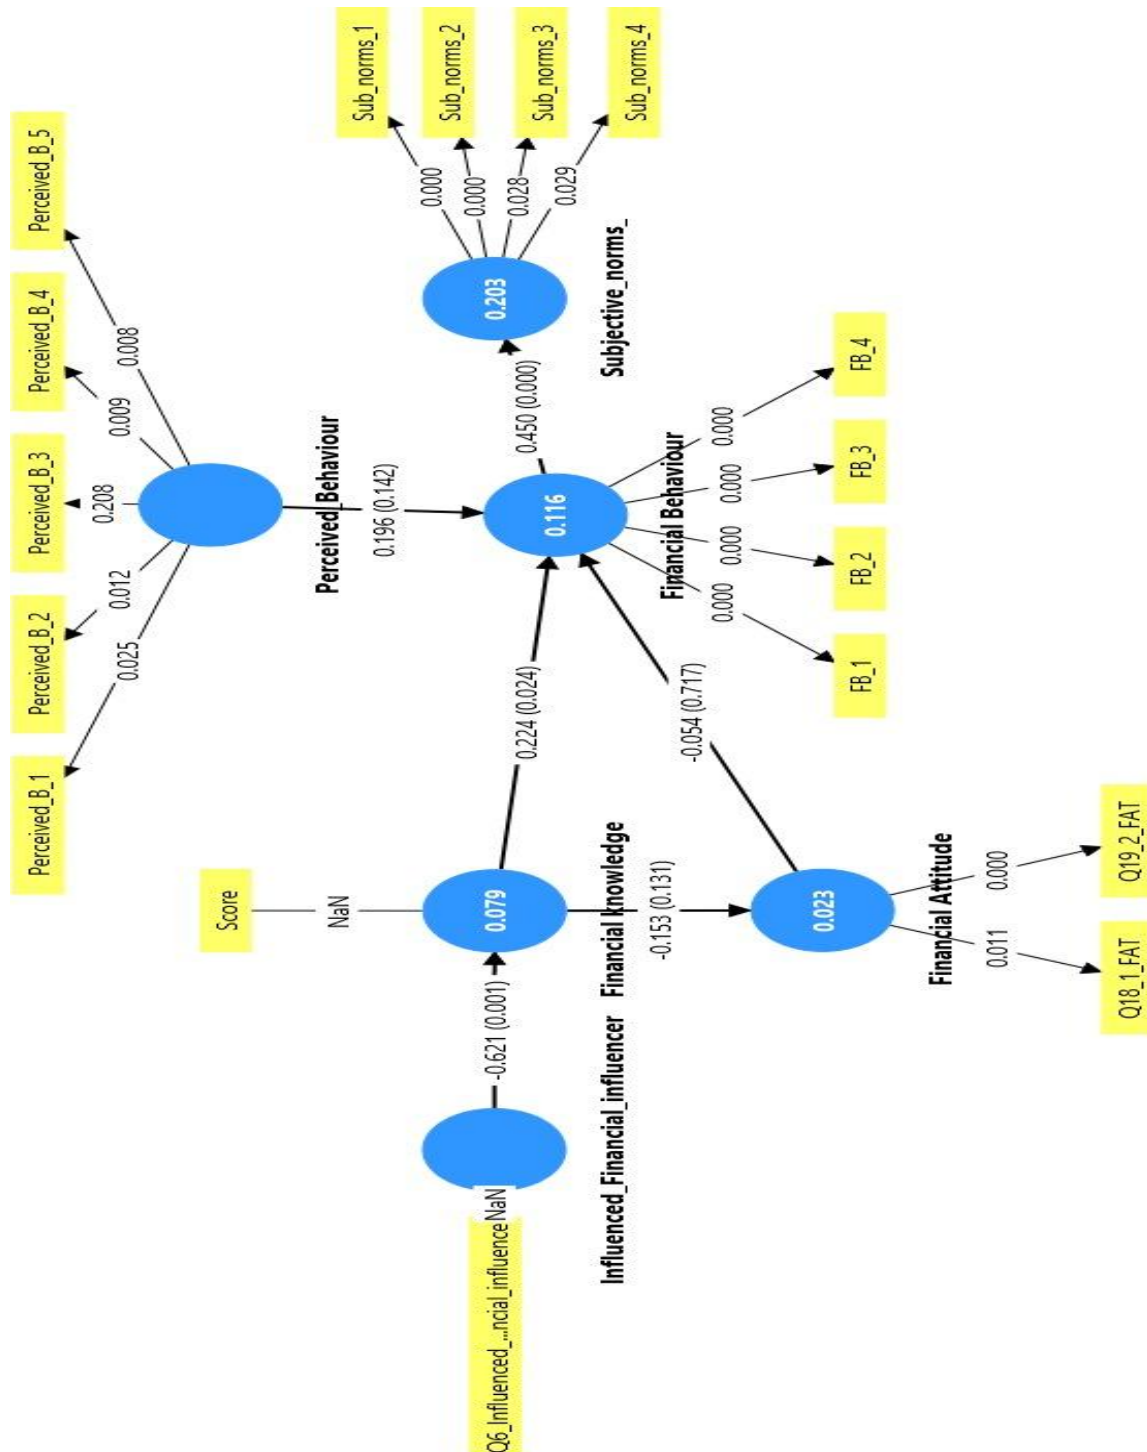 Q6_Influenced_...ncial_influence
NaN
Influenced_Financial_influencer
-0.621 (0.001)
Score
NaN
0.079
Financial knowledge
-0.153 (0.131)
0.023
Financial Attitude
Q18_1_FAT
0.011
Q19_2_FAT
0.000
0.224 (0.024)
-0.054 (0.717)
Perceived_B_1
Perceived_B_2
Perceived_B_3
Perceived_B_4
Perceived_B_5
0.025
0.012
0.208
0.009
0.008
Perceived_Behaviour
0.196 (0.142)
0.116
Financial Behaviour
0.000
0.000
0.000
0.000
FB_1
FB_2
FB_3
FB_4
0.450 (0.000)
0.203
Subjective_norms_
0.000
0.000
0.028
0.029
Sub_norms_1
Sub_norms_2
Sub_norms_3
Sub_norms_4